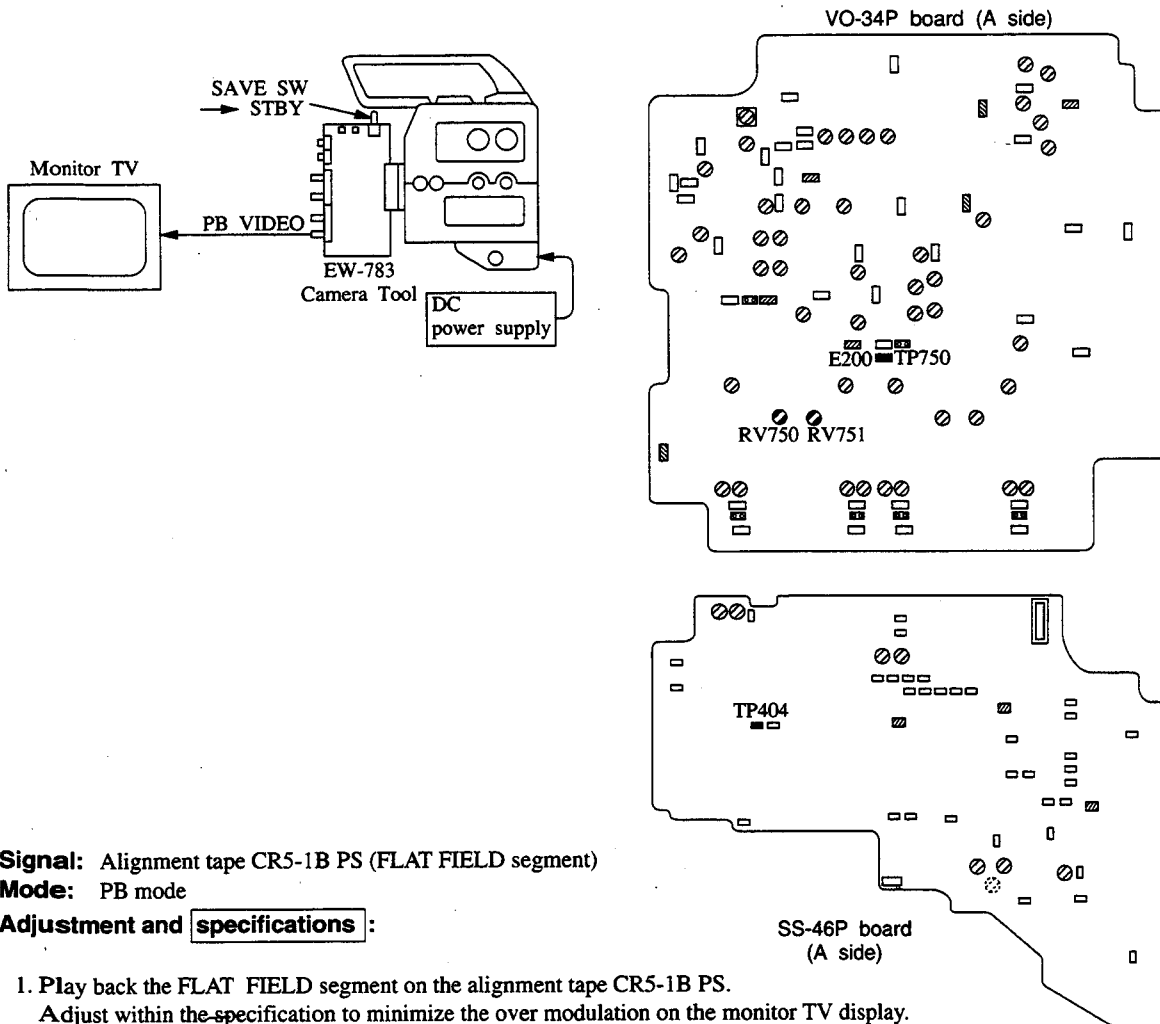 VO-34P board (A side)
SAVE SW
STBY
Monitor TV
PB VIDEO
EW-783
Camera Tool
DC
power supply
E200 TP750
RV750 RV751
TP404
Signal: Alignment tape CR5-1B PS (FLAT FIELD segment)
Mode: PB mode
Adjustment and specifications :
SS-46P board
(A side)
1. Play back the FLAT FIELD segment on the alignment tape CR5-1B PS.
Adjust within the specification to minimize the over modulation on the monitor TV display.